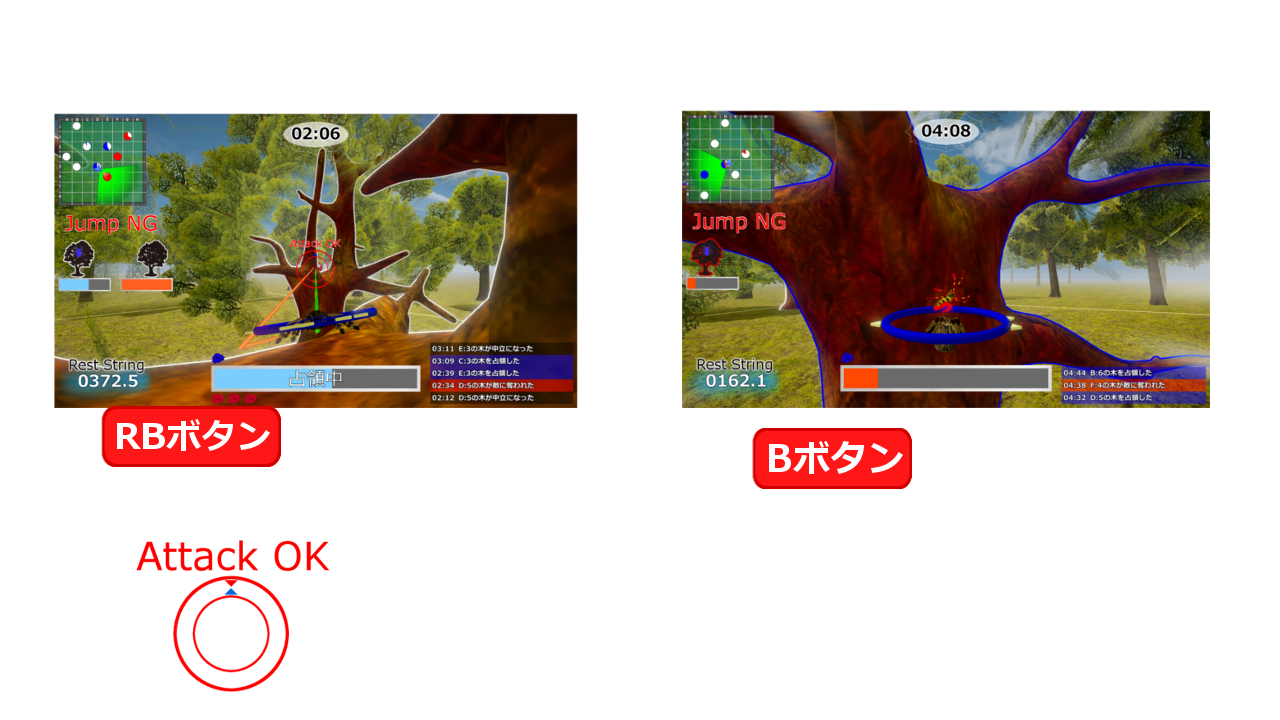 02:06
Jump NG
Attack OK
Rest String
0372.5
占領中
03:11 E:3の木が中立になった
03:09 C:3の木を占領した
02:39 E:3の木を占領した
02:34 D:5の木が敵に奪われた
02:12 D:5の木が中立になった
RBボタン
Attack OK
04:08
Jump NG
Rest String
0162.1
04:44 B:6の木を占領した
04:38 F:4の木が敵に奪われた
04:32 D:5の木を占領した
Bボタン